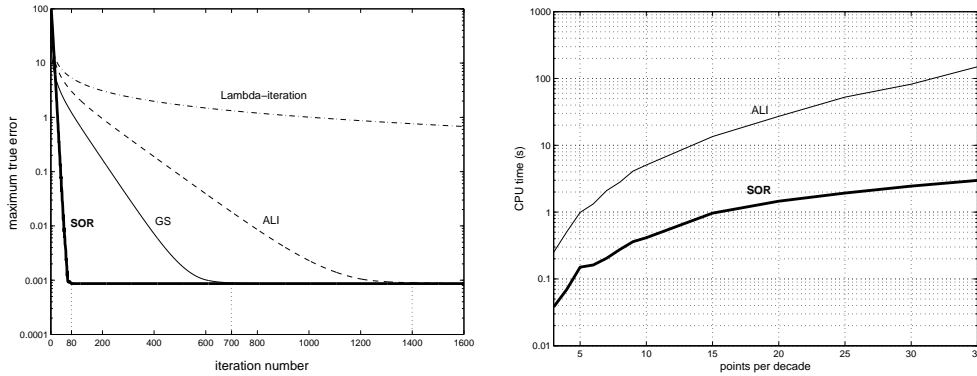 100
10
1
0.1
0.01
0.001
0.0001
maximum true error
Lambda-iteration
SOR
GS
ALI
0 80 200 400 600 700 800 1000 1200 1400 1600
iteration number
1000
100
10
1
0.1
0.01
CPU time (s)
ALI
SOR
5 10 15 20 25 30
points per decade